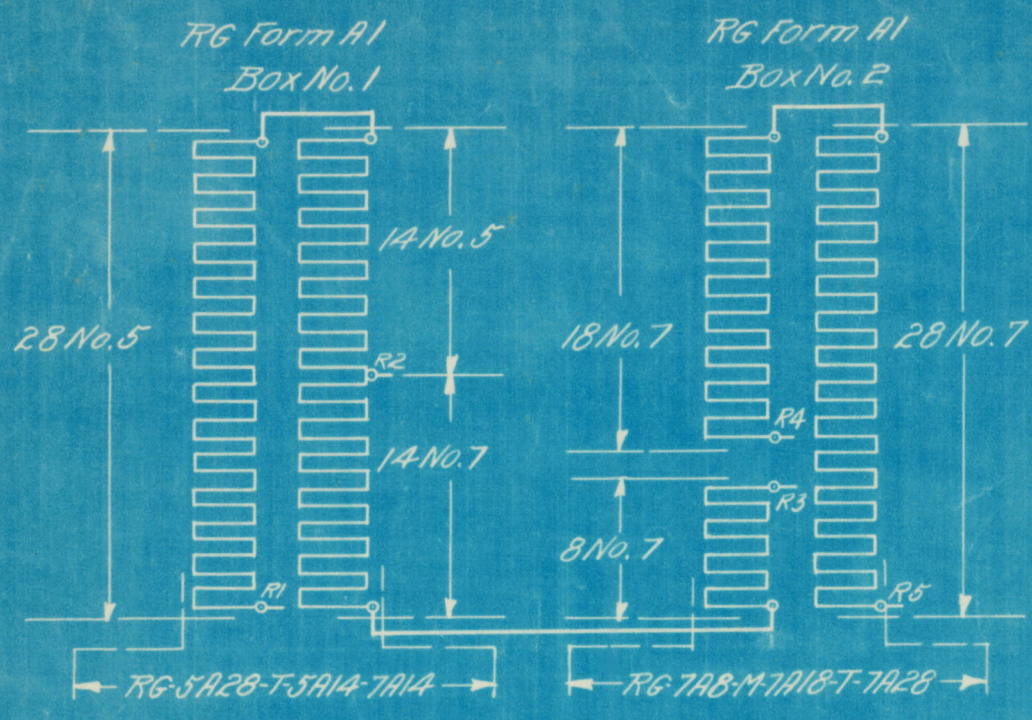 RG Form A1
Box No. 1
RG Form A1
Box No. 2
14 No. 5
28 No. 5
R2
14 No. 7
R1
18 No. 7
28 No. 7
R4
R3
8 No. 7
R5
RG-5A28-T-5A14-7A14
RG-7A8-M-7A18-T-7A28